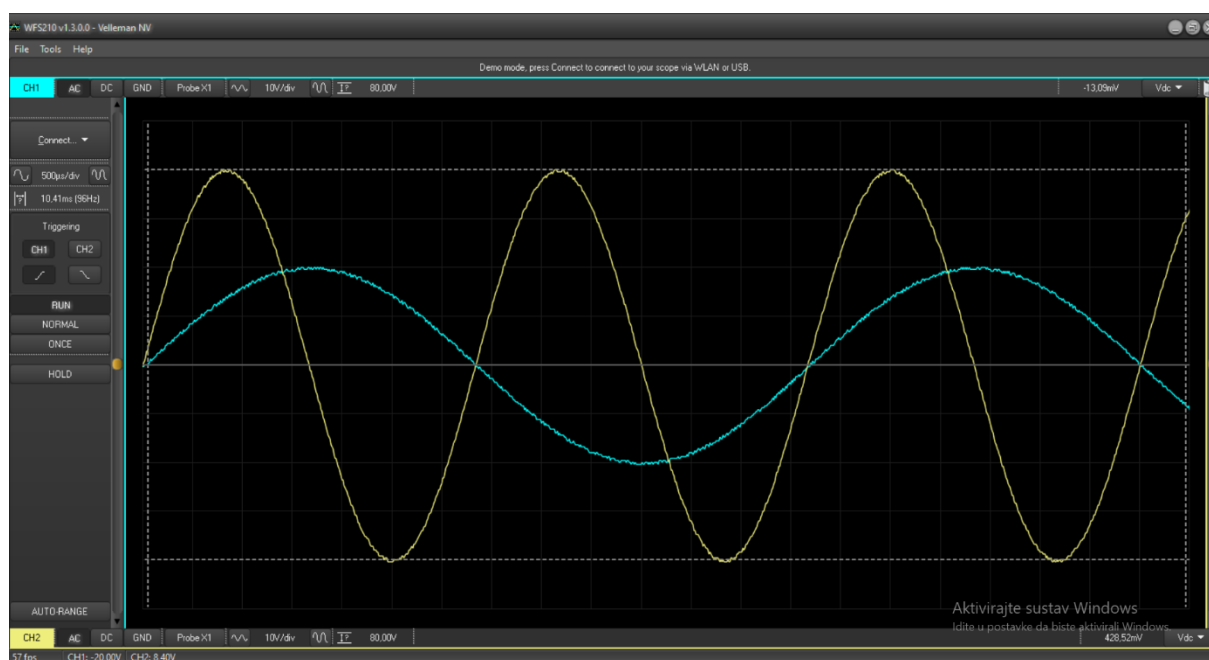 WFS210 v1.3.0.0 - Velleman NV
File Tools Help
Demo mode, press Connect to connect to your scope via WLAN or USB.
CH1 AC DC GND Probe X1 10V/div 80,00V -13,09mV Vdc
Connect...
500µs/div
10,41ms (96Hz)
Triggering
CH1 CH2
RUN
NORMAL
ONCE
HOLD
AUTO-RANGE
Aktivirajte sustav Windows
Idite u postavke da biste aktivirali Windows.
CH2 AC DC GND Probe X1 10V/div 80,00V 428,52mV Vdc
57 fps CH1: -20,00V CH2: 8,40V